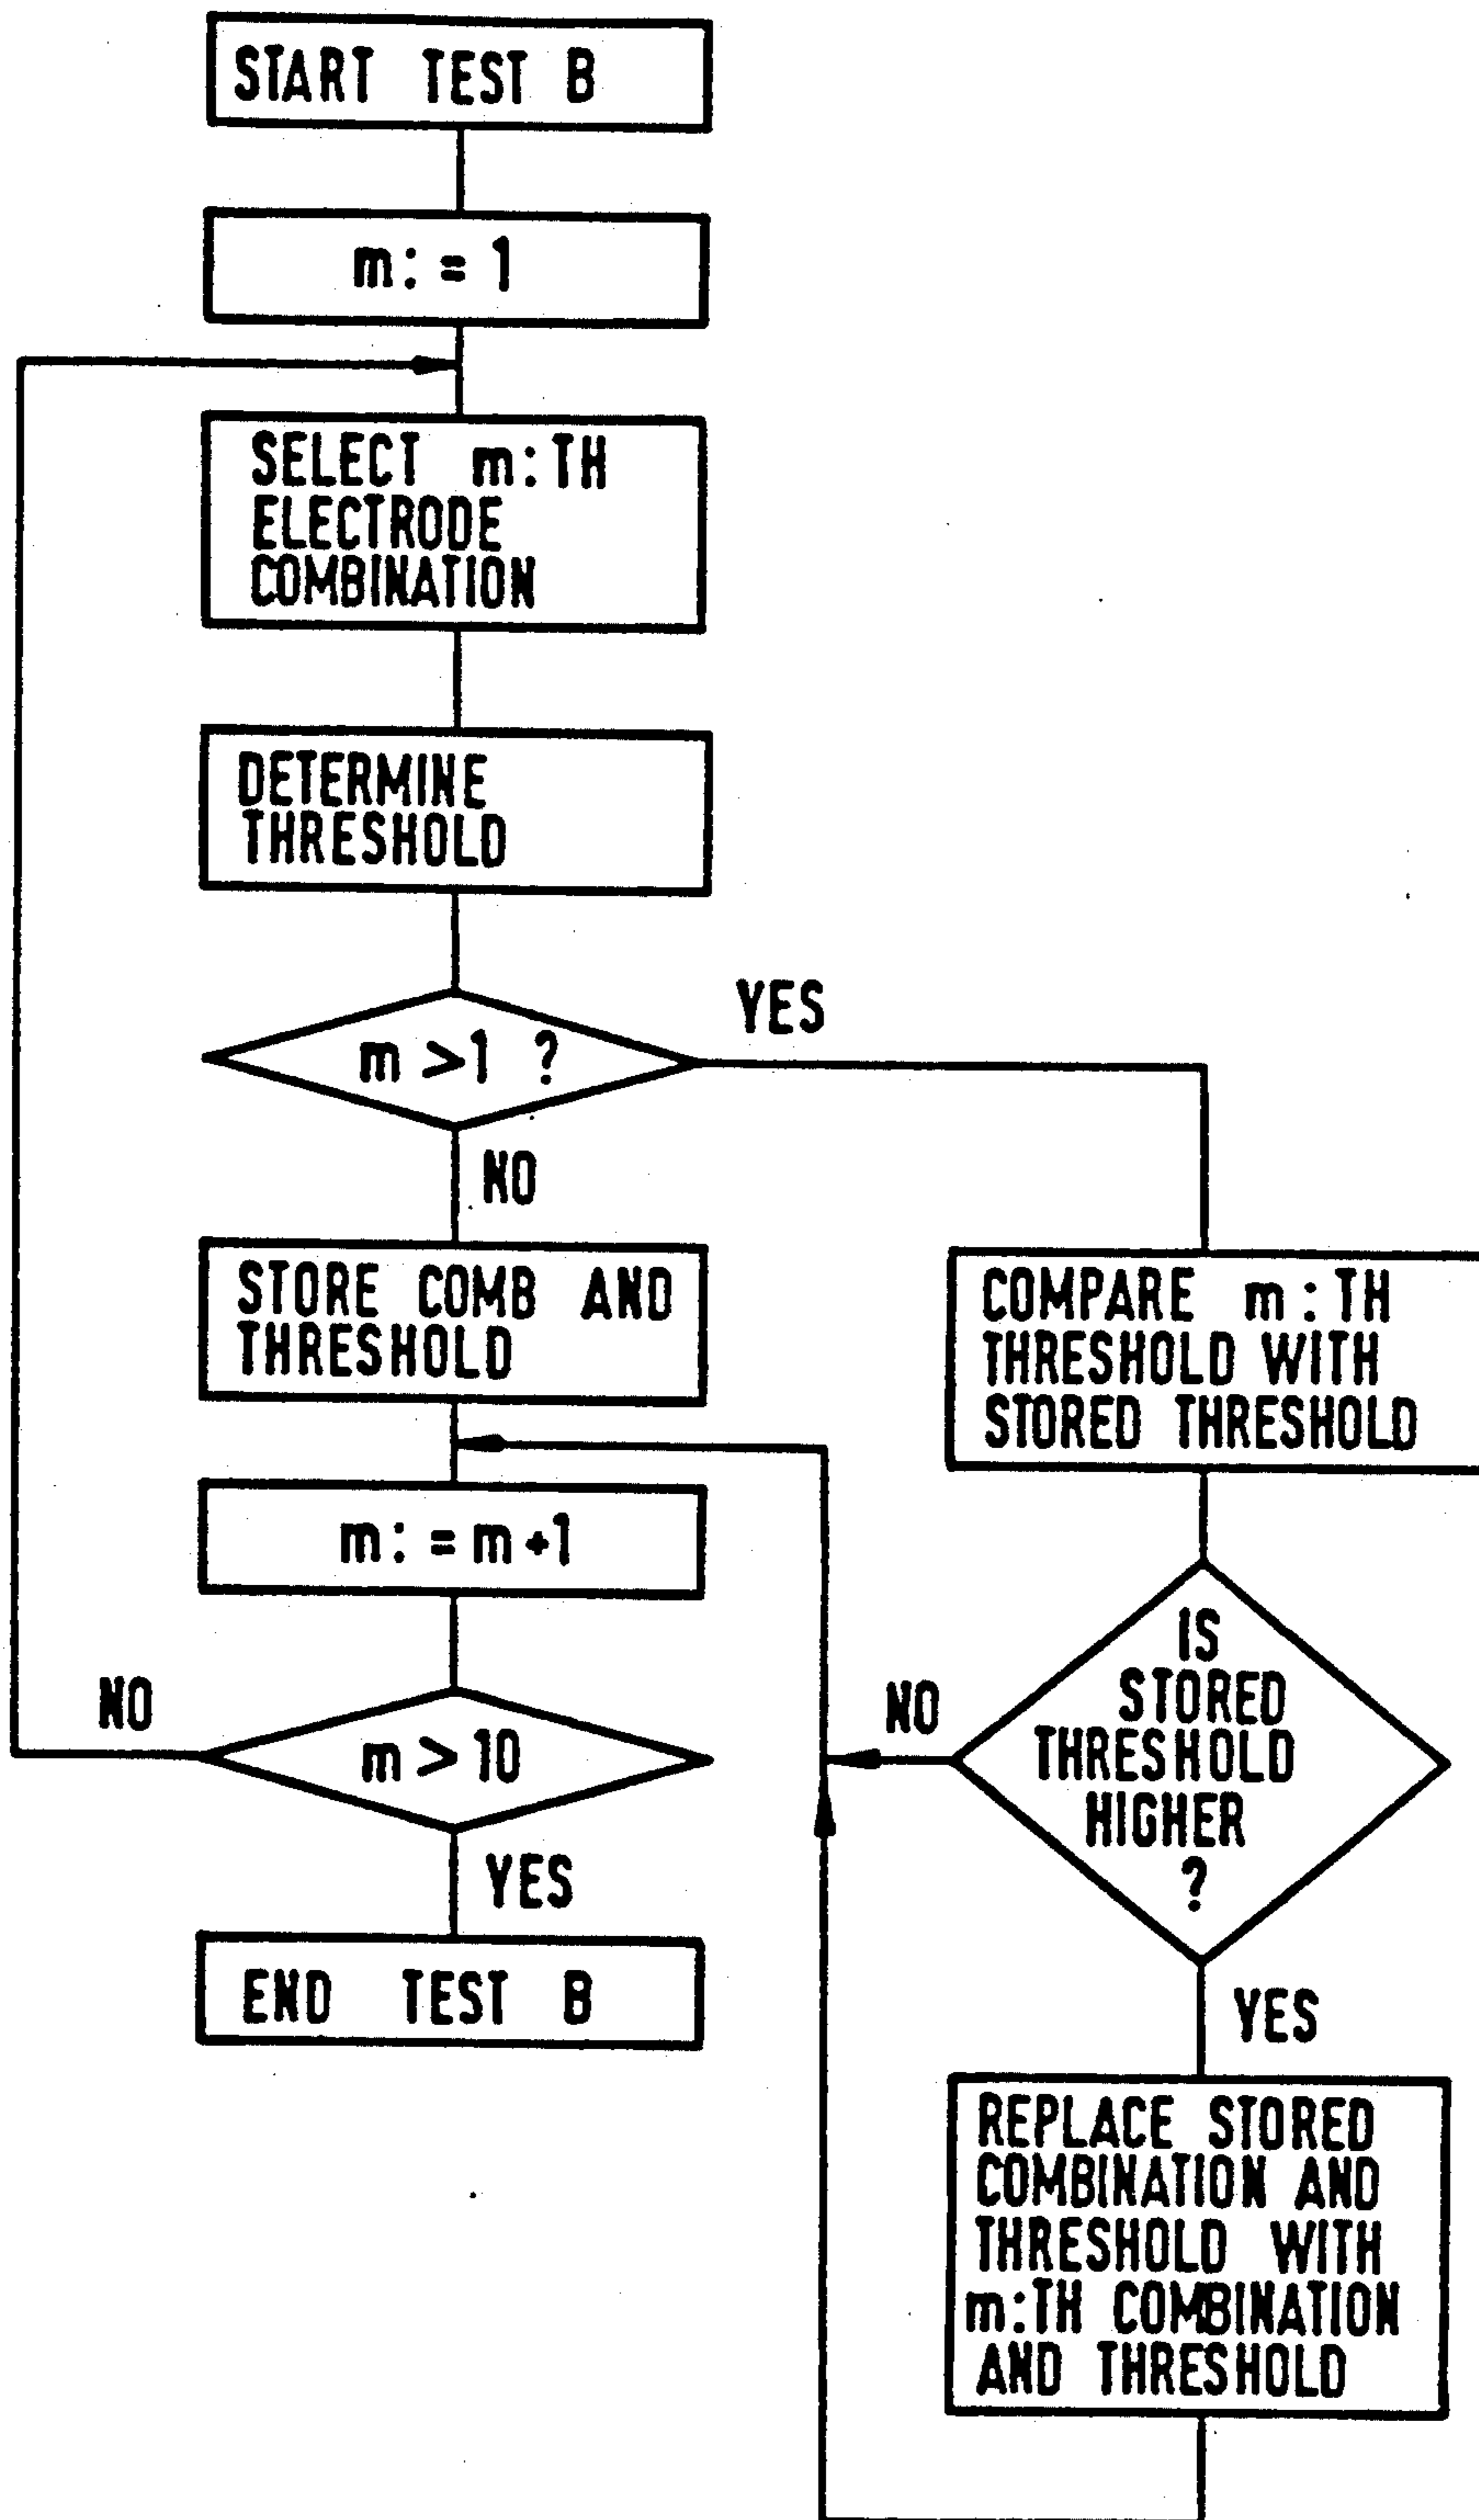 START TEST B
m:=1
SELECT m:TH
ELECTRODE
COMBINATION
DETERMINE
THRESHOLD
m>1 ?
YES
NO
STORE COMB AND
THRESHOLD
m:=m+1
NO
m>10
YES
END TEST B
COMPARE m:TH
THRESHOLD WITH
STORED THRESHOLD
IS
STORED
THRESHOLD
HIGHER
?
NO
YES
REPLACE STORED
COMBINATION AND
THRESHOLD WITH
m:TH COMBINATION
AND THRESHOLD